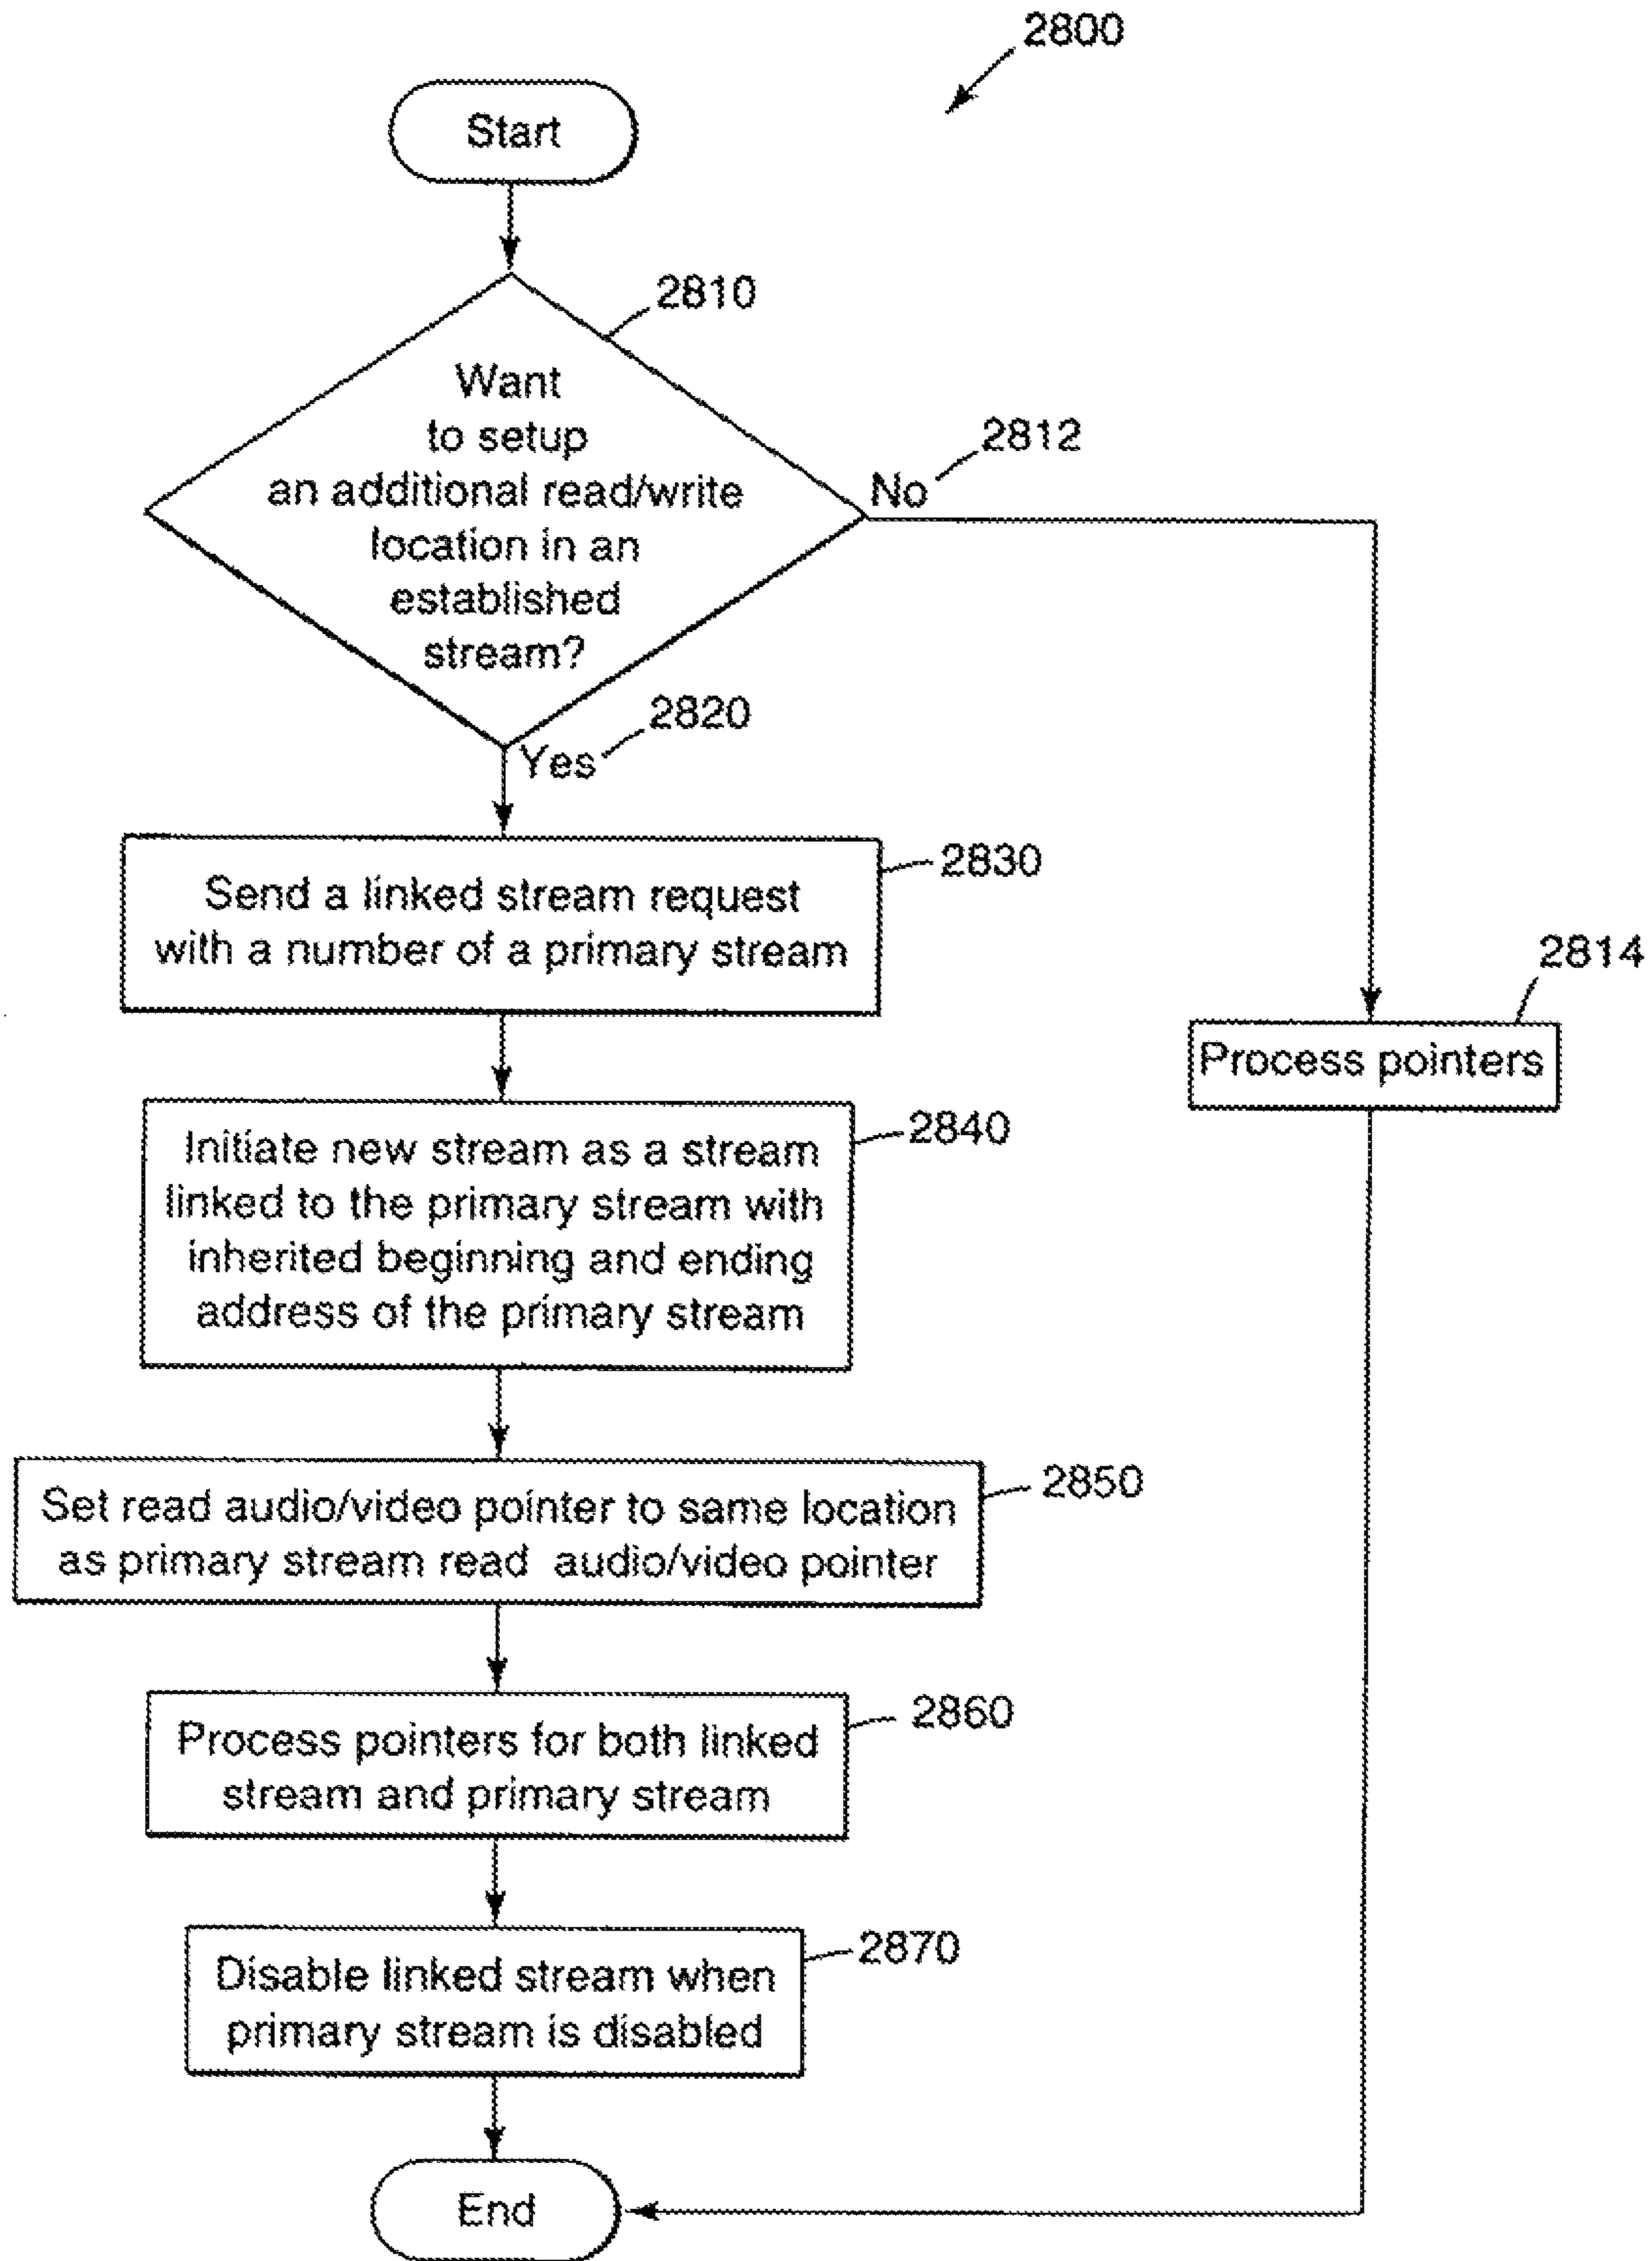 2800
Start
2810
Want
to setup
an additional read/write
location in an
established
stream?
No
2812
Yes
2820
2830
Send a linked stream request
with a number of a primary stream
2814
Process pointers
2840
Initiate new stream as a stream
linked to the primary stream with
inherited beginning and ending
address of the primary stream
2850
Set read audio/video pointer to same location
as primary stream read audio/video pointer
2860
Process pointers for both linked
stream and primary stream
2870
Disable linked stream when
primary stream is disabled
End